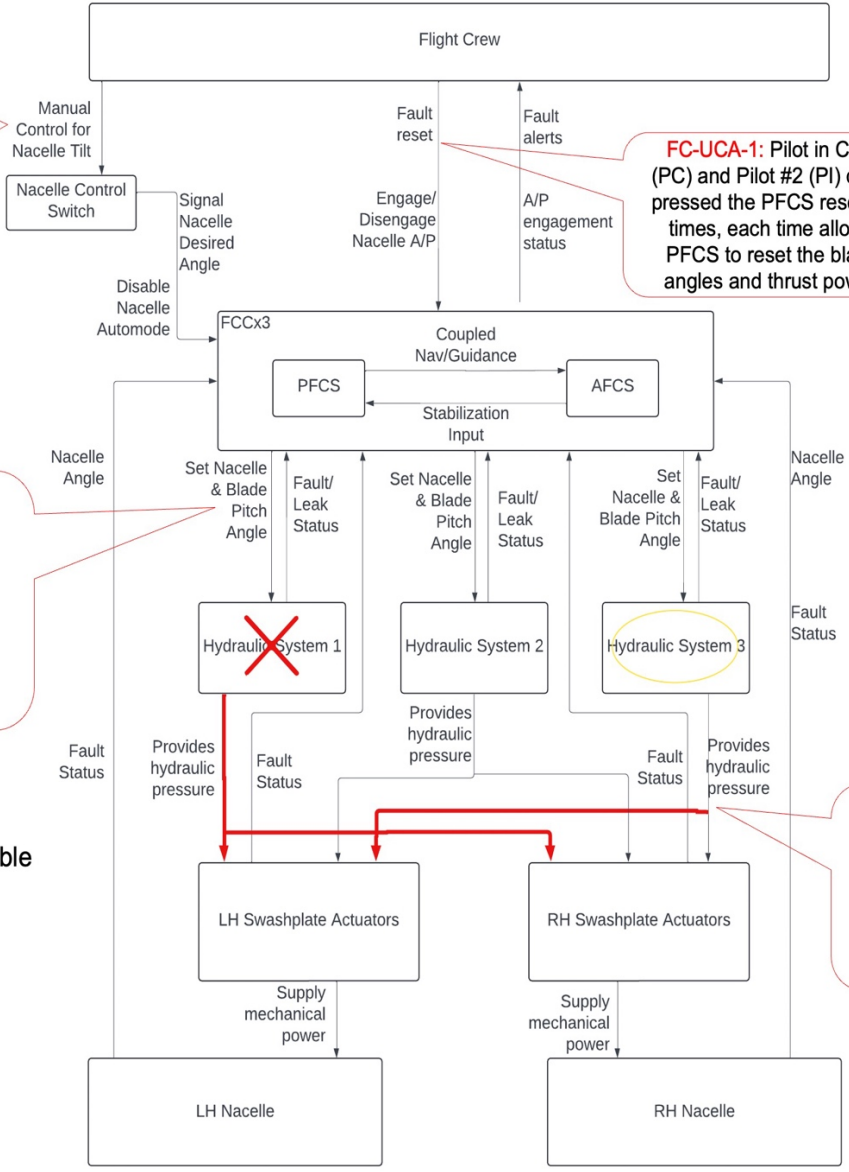 Flight Crew
Manual
Control for
Nacelle Tilt
Fault
reset
Fault
alerts
FC-UCA-1: Pilot in
(PC) and Pilot #2 (PI)
pressed the PFCS
times, each time
PFCS to reset the
angles and thrust
Nacelle Control
Switch
Signal
Nacelle
Desired
Angle
Engage/
Disengage
Nacelle A/P
A/P
engagement
status
Disable
Nacelle
Automode
FCCx3
Coupled
Nav/Guidance
PFCS
AFCS
Stabilization
Input
Nacelle
Angle
Set Nacelle
& Blade
Pitch
Angle
Fault/
Leak
Status
Set Nacelle
& Blade
Pitch
Angle
Fault/
Leak
Status
Set
Nacelle &
Blade Pitch
Angle
Fault/
Leak
Status
Nacelle
Angle
Hydraulic System 1
Hydraulic System 2
Hydraulic System 3
Fault
Status
Fault
Status
Provides
hydraulic
pressure
Fault
Status
Provides
hydraulic
pressure
Fault
Status
Provides
hydraulic
pressure
ble
LH Swashplate Actuators
RH Swashplate Actuators
Supply
mechanical
power
Supply
mechanical
power
LH Nacelle
RH Nacelle